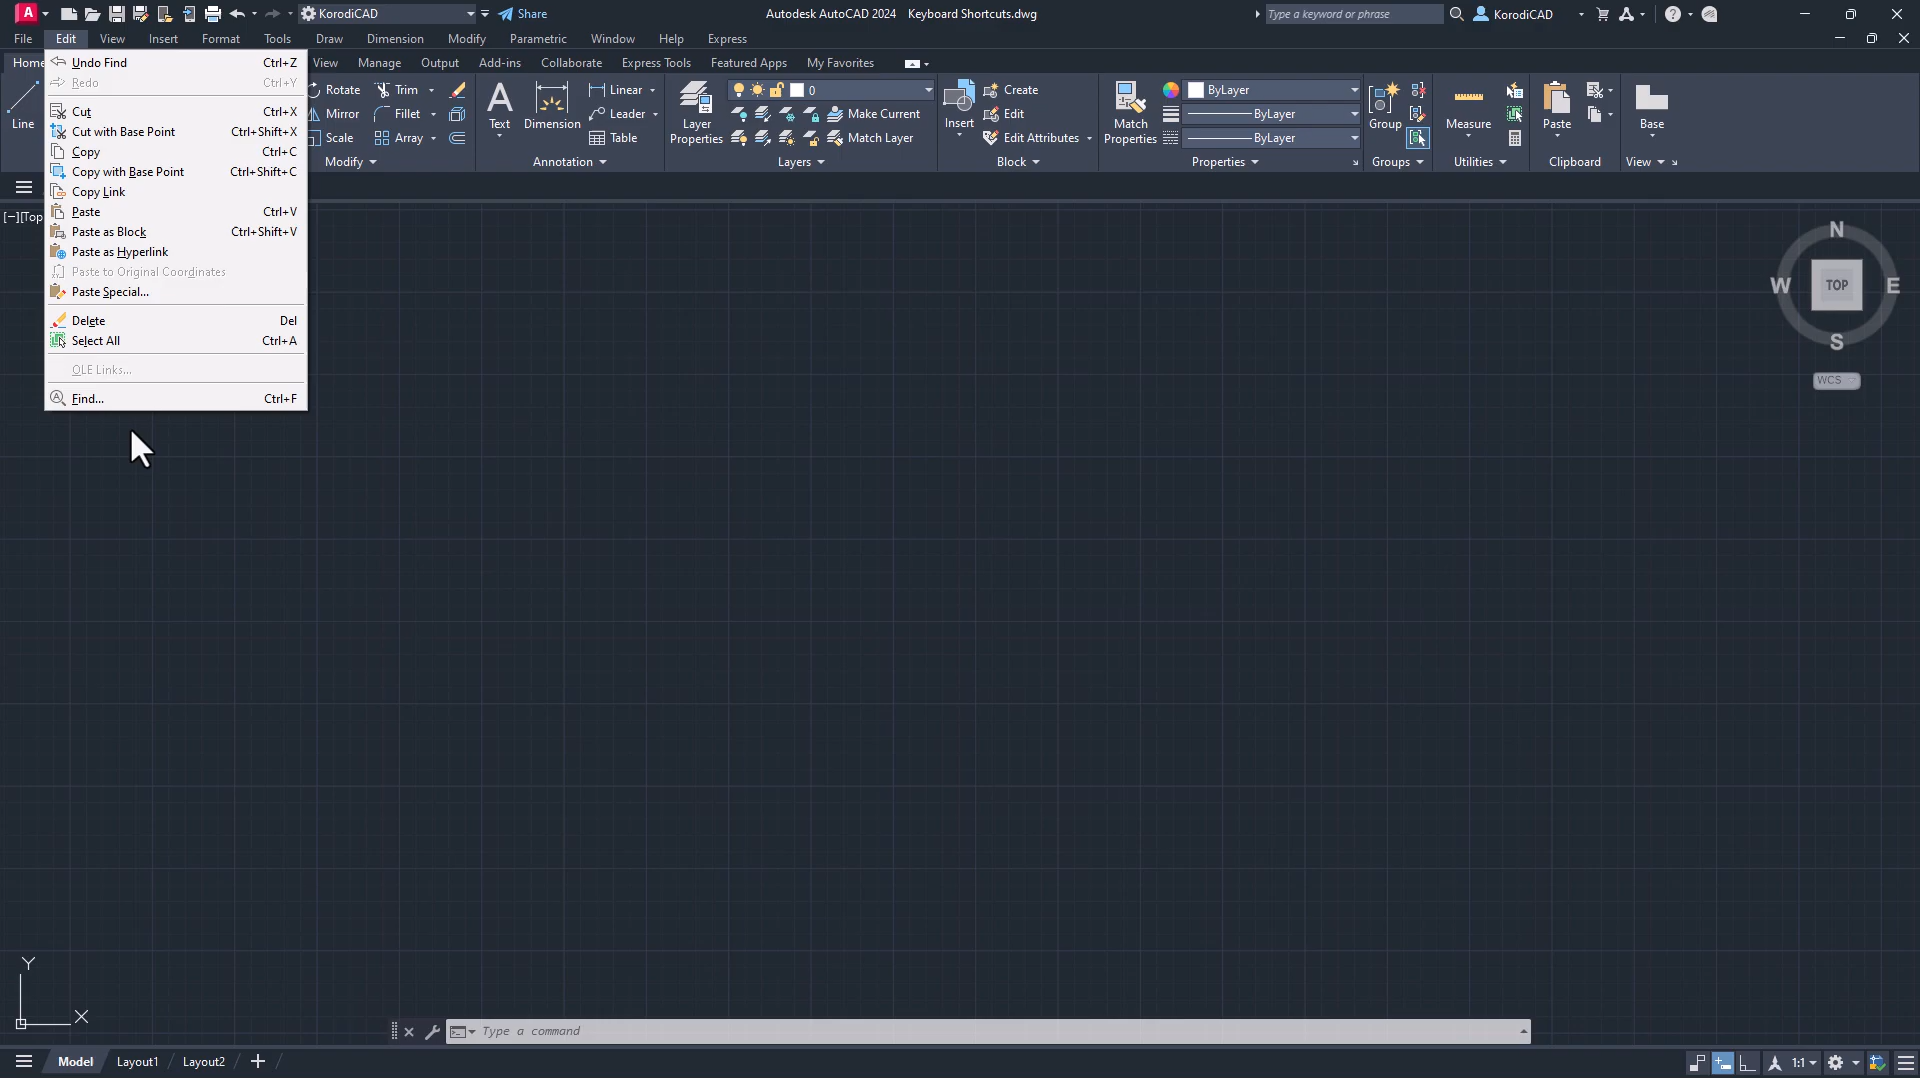 A KorodiCAD Share Autodesk AutoCAD 2024 Keyboard Shortcuts.dwg Type a keyword or phrase KorodiCAD
File Edit View Insert Format Tools Draw Dimension Modify Parametric Window Help Express
Home View Manage Output Add-ins Collaborate Express Tools Featured Apps My Favorites
Undo Find Ctrl+Z
Redo Ctrl+Y
Cut Ctrl+X
Cut with Base Point Ctrl+Shift+X
Copy Ctrl+C
Copy with Base Point Ctrl+Shift+C
Copy Link
Paste Ctrl+V
Paste as Block Ctrl+Shift+V
Paste as Hyperlink
Paste to Original Coordinates
Paste Special...
Delete Del
Select All Ctrl+A
OLE Links...
Find... Ctrl+F
Line
Rotate Trim
Mirror Fillet
Scale Array
Modify
Text
Dimension
Linear
Leader
Table
Annotation
Layer Properties
0
Make Current
Match Layer
Layers
Insert
Create
Edit
Edit Attributes
Block
Match Properties
ByLayer
ByLayer
ByLayer
Properties
Group
Groups
Measure
Utilities
Paste
Clipboard
Base
View
[−][Top
N
W TOP E
S
WCS
Y
X
Type a command
Model Layout1 Layout2 +
1:1